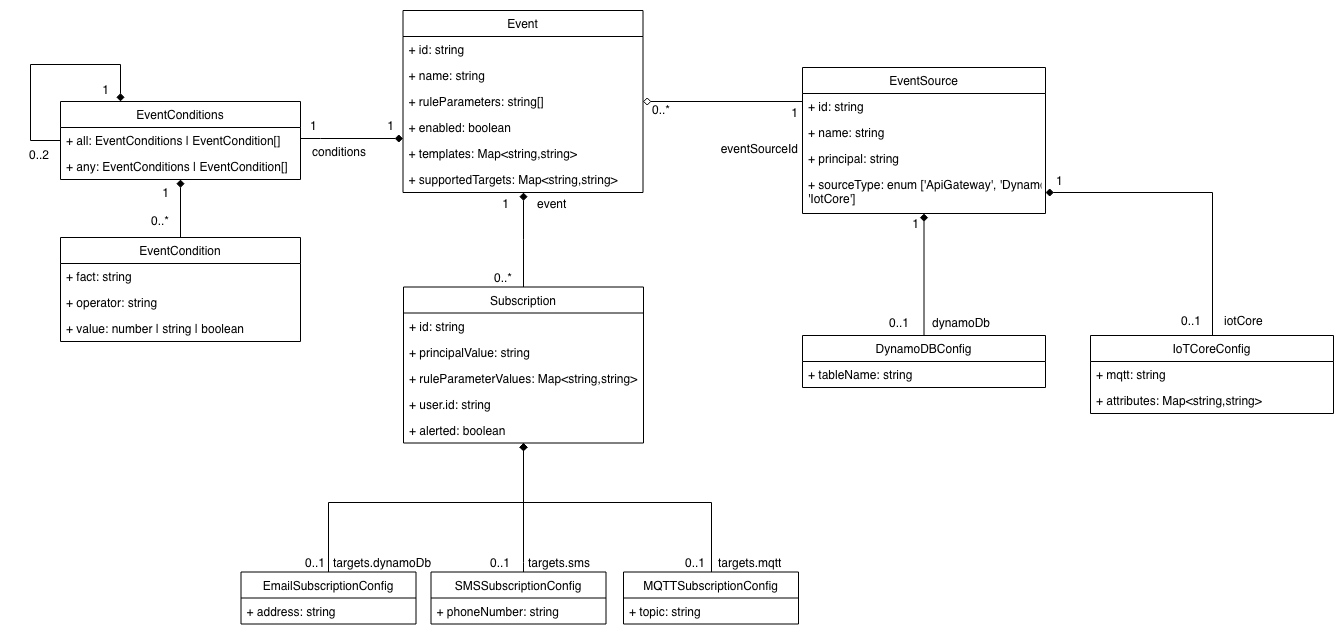 Event
+ id: string
+ name: string
+ ruleParameters: string[]
+ enabled: boolean
+ templates: Map<string,string>
+ supportedTargets: Map<string,string>
1
EventConditions
+ all: EventConditions | EventCondition[]
+ any: EventConditions | EventCondition[]
0..2
1
1
conditions
1
0..*
EventCondition
+ fact: string
+ operator: string
+ value: number | string | boolean
0..*
1
eventSourceId
EventSource
+ id: string
+ name: string
+ principal: string
+ sourceType: enum ['ApiGateway', 'Dynam
'IotCore']
1
1
1
event
0..*
Subscription
+ id: string
+ principalValue: string
+ ruleParameterValues: Map<string,string>
+ user.id: string
+ alerted: boolean
0..1
dynamoDb
DynamoDBConfig
+ tableName: string
0..1
iotCore
IoTCoreConfig
+ mqtt: string
+ attributes: Map<string,string>
0..1
targets.dynamoDb
EmailSubscriptionConfig
+ address: string
0..1
targets.sms
SMSSubscriptionConfig
+ phoneNumber: string
0..1
targets.mqtt
MQTTSubscriptionConfig
+ topic: string